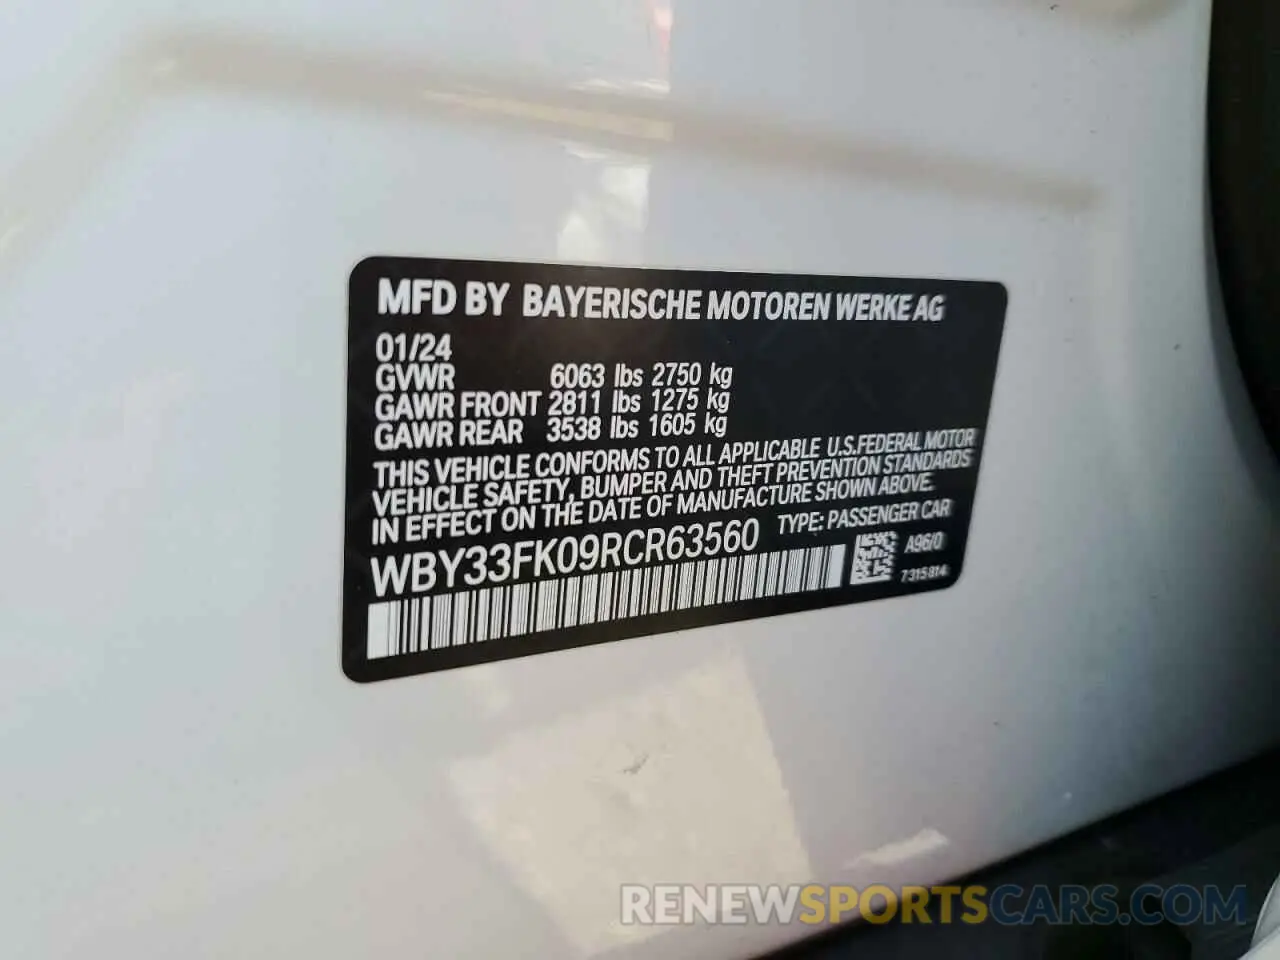 MFD BY BAYERISCHE MOTOREN WERKE AG
01/24
GVWR 6063 lbs 2750 kg
GAWR FRONT 2811 lbs 1275 kg
GAWR REAR 3538 lbs 1605 kg
THIS VEHICLE CONFORMS TO ALL APPLICABLE U.S.FEDERAL MOTOR
VEHICLE SAFETY, BUMPER AND THEFT PREVENTION STANDARDS
IN EFFECT ON THE DATE OF MANUFACTURE SHOWN ABOVE.
WBY33FK09RCR63560 TYPE: PASSENGER CAR
A96/0
7315814
RENEWSPORTSCARS.COM